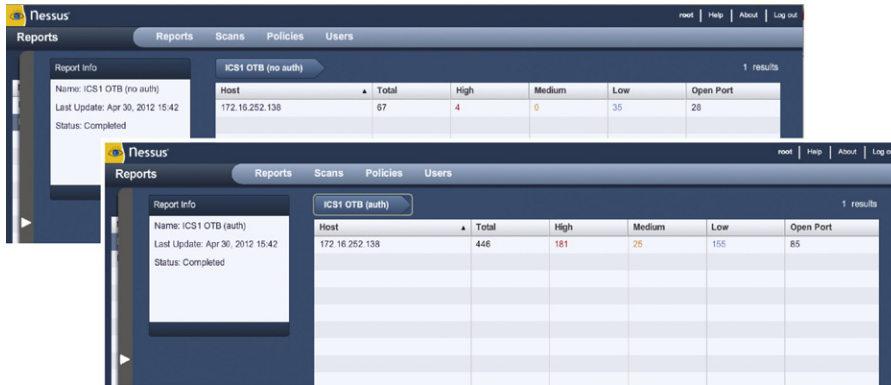 Nessus
root | Help | About | Log out
Reports Reports Scans Policies Users
Report Info
Name: ICS1 OTB (no auth)
Last Update: Apr 30, 2012 15:42
Status: Completed
ICS1 OTB (no auth) 1 results
Host Total High Medium Low Open Port
172.16.252.138 67 4 0 35 28
Nessus
root | Help | About
Reports Reports Scans Policies Users
Report Info
Name: ICS1 OTB (auth)
Last Update: Apr 30, 2012 15:42
Status: Completed
ICS1 OTB (auth) 1 results
Host Total High Medium Low Open Port
172.16.252.138 446 181 25 155 85